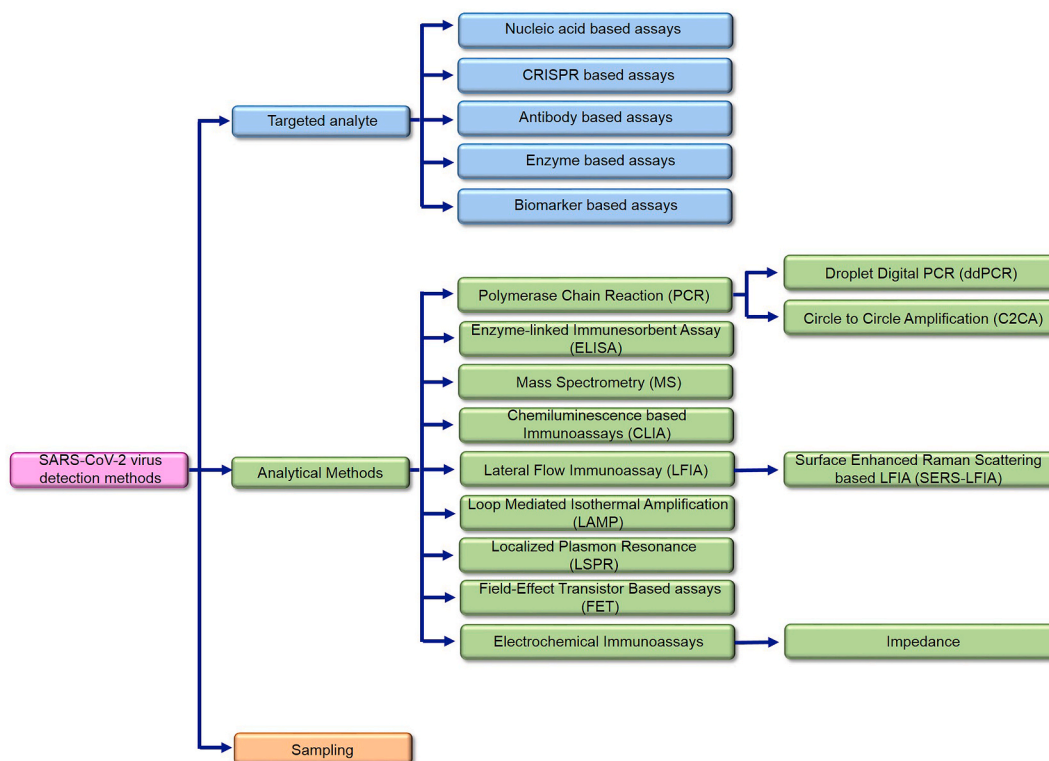 Nucleic acid based assays
CRISPR based assays
Targeted analyte
Antibody based assays
Enzyme based assays
Biomarker based assays
Droplet Digital PCR (ddPCR)
Polymerase Chain Reaction (PCR)
Circle to Circle Amplification (C2CA)
Enzyme-linked Immunesorbent Assay
(ELISA)
Mass Spectrometry (MS)
Chemiluminescence based
Immunoassays (CLIA)
SARS-CoV-2 virus
detection methods
Analytical Methods
Lateral Flow Immunoassay (LFIA)
Surface Enhanced Raman Scattering
based LFIA (SERS-LFIA)
Loop Mediated Isothermal Amplification
(LAMP)
Localized Plasmon Resonance
(LSPR)
Field-Effect Transistor Based assays
(FET)
Electrochemical Immunoassays
Impedance
Sampling